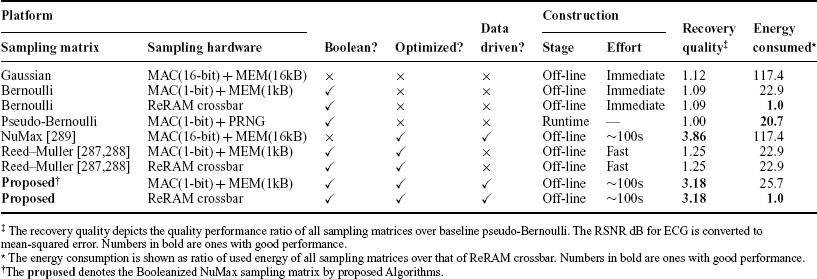 Platform Construction
Data Recovery Energy
Sampling matrix Sampling hardware Boolean? Optimized? driven? Stage Effort quality‡ consumed⋆
Gaussian MAC(16-bit) + MEM(16kB) × × × Off-line Immediate 1.12 117.4
Bernoulli MAC(1-bit) + MEM(1kB) ✓ × × Off-line Immediate 1.09 22.9
Bernoulli ReRAM crossbar ✓ × × Off-line Immediate 1.09 1.0
Pseudo-Bernoulli MAC(1-bit) + PRNG ✓ × × Runtime — 1.00 20.7
NuMax [289] MAC(16-bit) + MEM(16kB) × ✓ ✓ Off-line ~100s 3.86 117.4
Reed–Muller [287,288] MAC(1-bit) + MEM(1kB) ✓ ✓ × Off-line Fast 1.25 22.9
Reed–Muller [287,288] ReRAM crossbar ✓ ✓ × Off-line Fast 1.25 22.9
Proposed† MAC(1-bit) + MEM(1kB) ✓ ✓ ✓ Off-line ~100s 3.18 25.7
Proposed ReRAM crossbar ✓ ✓ ✓ Off-line ~100s 3.18 1.0
‡ The recovery quality depicts the quality performance ratio of all sampling matrices over baseline pseudo-Bernoulli. The RSNR dB for ECG is converted to
mean-squared error. Numbers in bold are ones with good performance.
⋆ The energy consumption is shown as ratio of used energy of all sampling matrices over that of ReRAM crossbar. Numbers in bold are ones with good performance.
†The proposed denotes the Booleanized NuMax sampling matrix by proposed Algorithms.